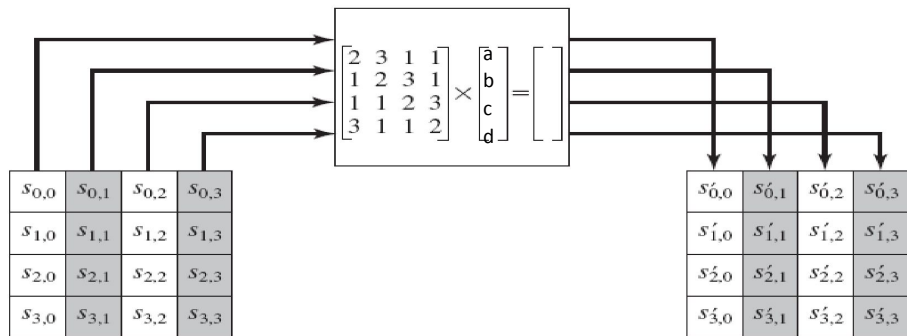 2 3 1 1
1 2 3 1
1 1 2 3
3 1 1 2
×
a
b
c
d
=
s0,0 s0,1 s0,2 s0,3
s1,0 s1,1 s1,2 s1,3
s2,0 s2,1 s2,2 s2,3
s3,0 s3,1 s3,2 s3,3
s′0,0 s′0,1 s′0,2 s′0,3
s′1,0 s′1,1 s′1,2 s′1,3
s′2,0 s′2,1 s′2,2 s′2,3
s′3,0 s′3,1 s′3,2 s′3,3